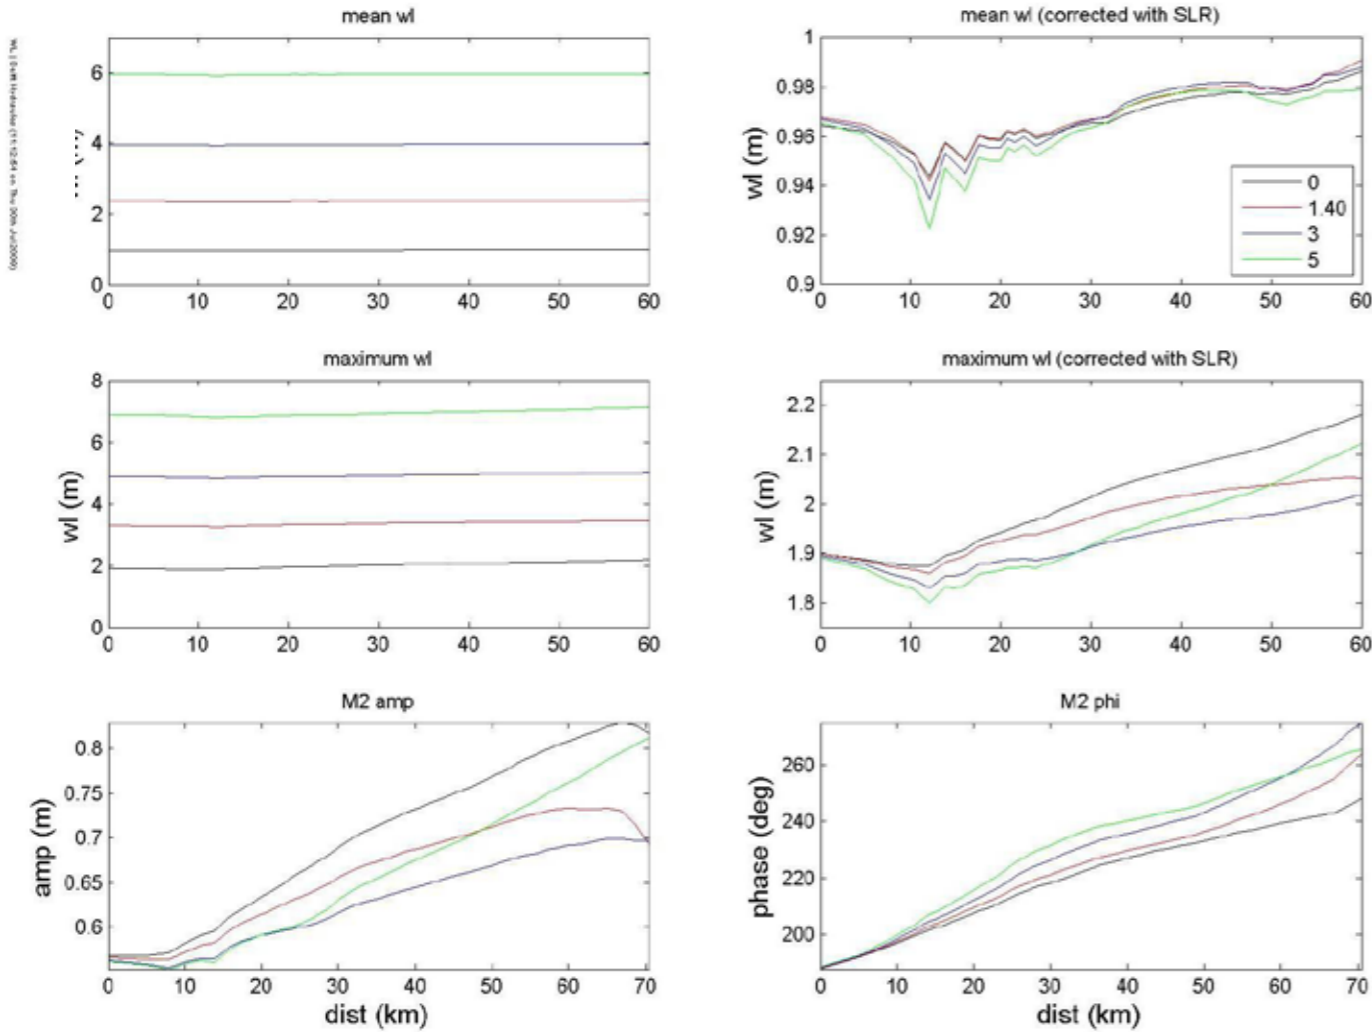 mean wl
6
4
2
0
0 10 20 30 40 50 60
mean wl (corrected with SLR)
wl (m)
1
0.98
0.96
0.94
0.92
0.9
0 10 20 30 40 50 60
0
1.40
3
5
maximum wl
wl (m)
8
6
4
2
0
0 10 20 30 40 50 60
maximum wl (corrected with SLR)
wl (m)
2.2
2.1
2
1.9
1.8
0 10 20 30 40 50 60
M2 amp
amp (m)
0.8
0.75
0.7
0.65
0.6
0 10 20 30 40 50 60 70
dist (km)
M2 phi
phase (deg)
260
240
220
200
0 10 20 30 40 50 60 70
dist (km)